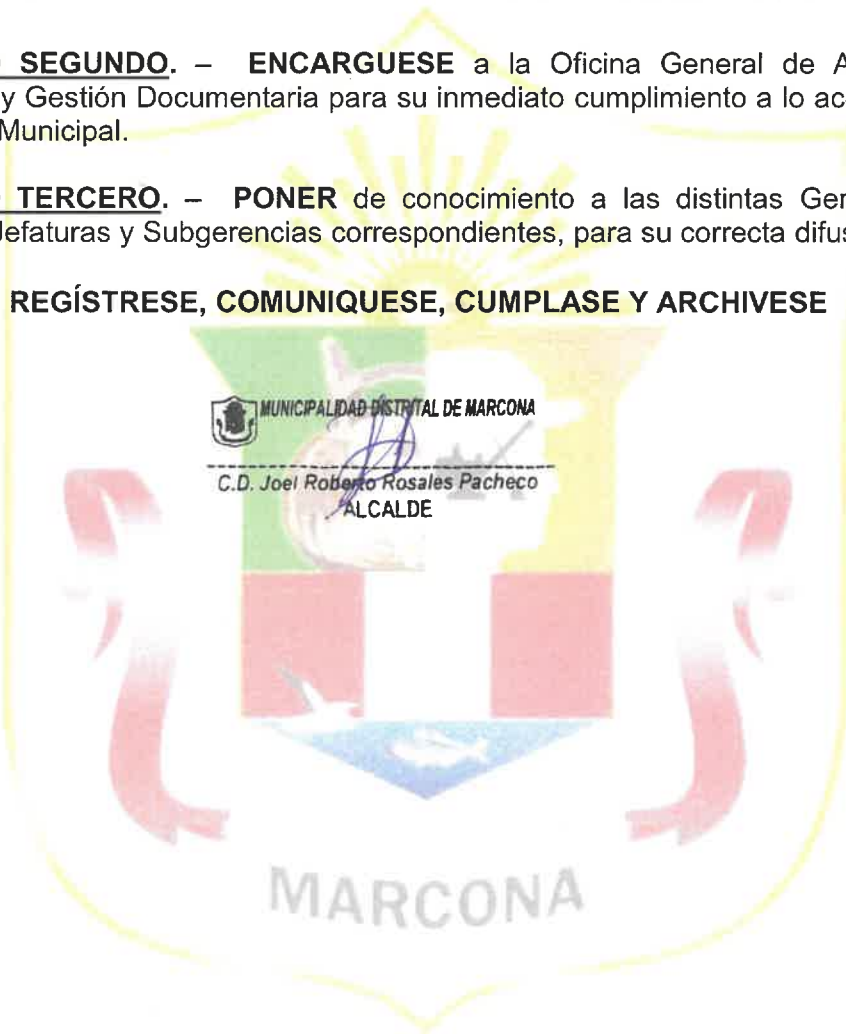 SEGUNDO. – ENCARGUESE a la Oficina General de A
y Gestión Documentaria para su inmediato cumplimiento a lo ac
Municipal.
TERCERO. – PONER de conocimiento a las distintas Ger
Jefaturas y Subgerencias correspondientes, para su correcta difus
REGÍSTRESE, COMUNIQUESE, CUMPLASE Y ARCHIVESE
MUNICIPALIDAD DISTRITAL DE MARCONA
C.D. Joel Roberto Rosales Pacheco
ALCALDE
MARCONA